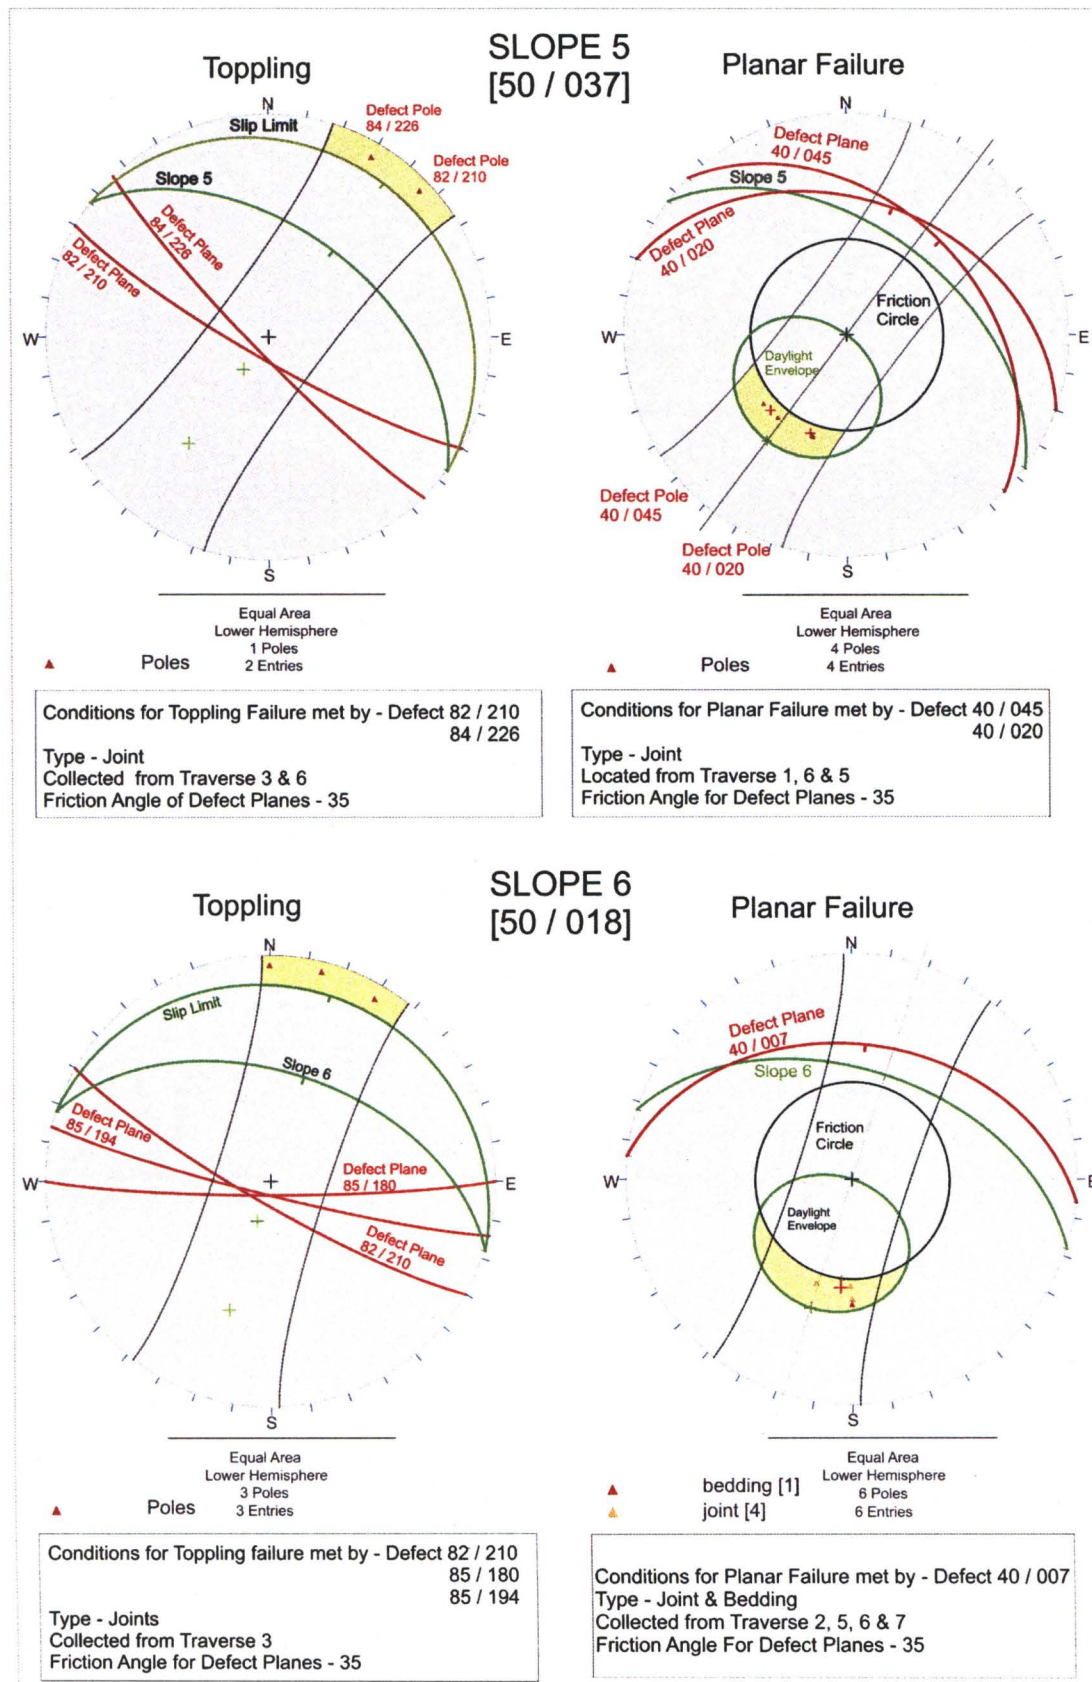 SLOPE 5
[50 / 037]
Toppling
Planar Failure
N
Slip Limit
Defect Pole
84 / 226
Defect Pole
82 / 210
Slope 5
Defect Plane
84 / 226
Defect Plane
82 / 210
W
E
S
Equal Area
Lower Hemisphere
1 Poles
2 Entries
Poles
N
Defect Plane
40 / 045
Slope 5
Defect Plane
40 / 020
Friction
Circle
W
E
Daylight
Envelope
Defect Pole
40 / 045
Defect Pole
40 / 020
S
Equal Area
Lower Hemisphere
4 Poles
4 Entries
Poles
Conditions for Toppling Failure met by - Defect 82 / 210
84 / 226
Type - Joint
Collected from Traverse 3 & 6
Friction Angle of Defect Planes - 35
Conditions for Planar Failure met by - Defect 40 / 045
40 / 020
Type - Joint
Located from Traverse 1, 6 & 5
Friction Angle for Defect Planes - 35
SLOPE 6
[50 / 018]
Toppling
Planar Failure
N
Slip Limit
Slope 6
Defect Plane
85 / 194
Defect Plane
85 / 180
Defect Plane
82 / 210
W
E
S
Equal Area
Lower Hemisphere
3 Poles
3 Entries
Poles
N
Defect Plane
40 / 007
Slope 6
Friction
Circle
W
E
Daylight
Envelope
S
Equal Area
Lower Hemisphere
6 Poles
6 Entries
bedding [1]
joint [4]
Conditions for Toppling failure met by - Defect 82 / 210
85 / 180
85 / 194
Type - Joints
Collected from Traverse 3
Friction Angle for Defect Planes - 35
Conditions for Planar Failure met by - Defect 40 / 007
Type - Joint & Bedding
Collected from Traverse 2, 5, 6 & 7
Friction Angle For Defect Planes - 35